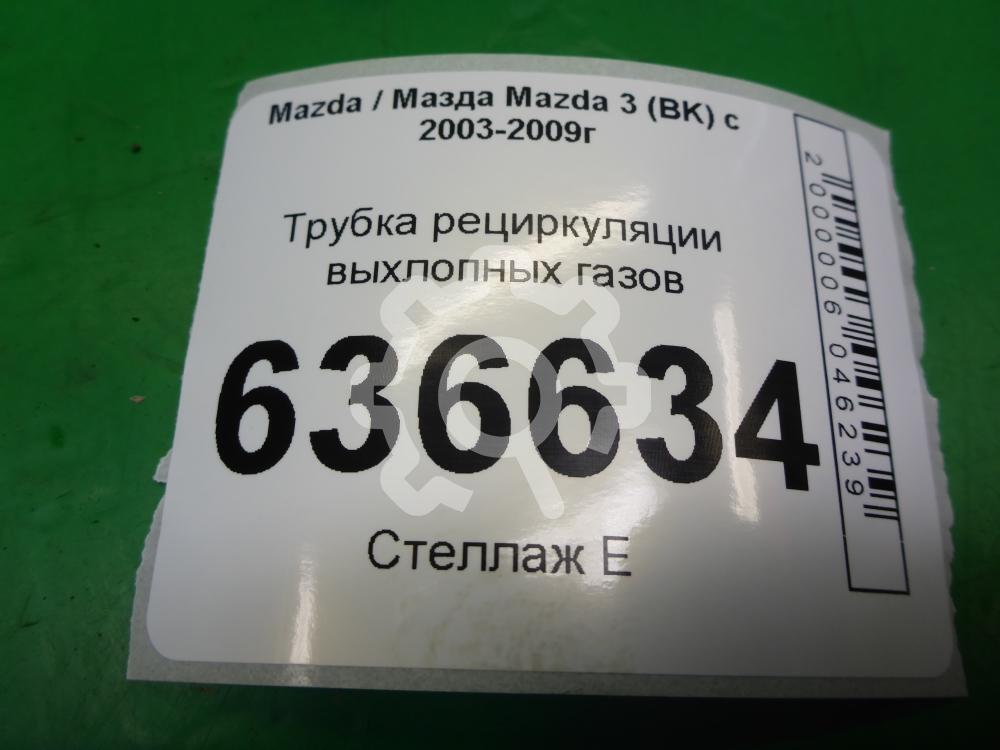 Mazda / Мазда Mazda 3 (BK) с
2003-2009г
Трубка рециркуляции
выхлопных газов
636634
Стеллаж Е
2000006046239